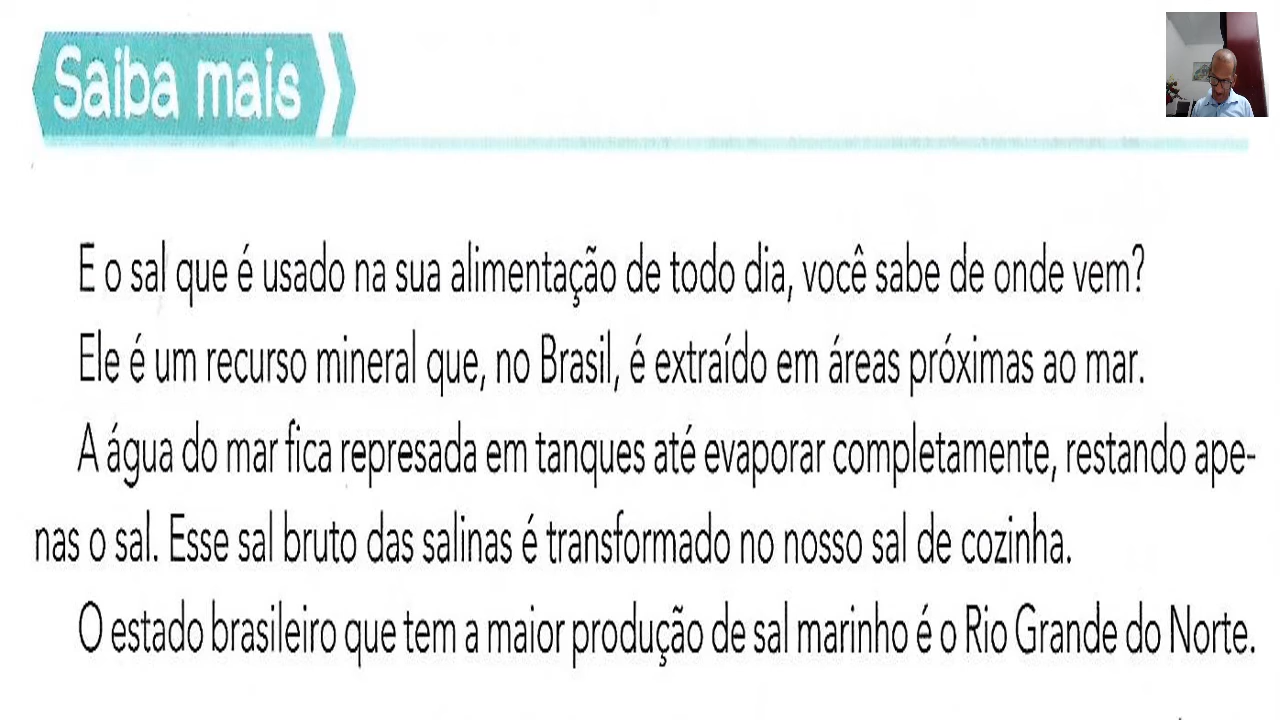 Saiba mais
E o sal que é usado na sua alimentação de todo dia, você sabe de onde vem?
Ele é um recurso mineral que, no Brasil, é extraído em áreas próximas ao mar.
A água do mar fica represada em tanques até evaporar completamente, restando ape-
nas o sal. Esse sal bruto das salinas é transformado no nosso sal de cozinha.
O estado brasileiro que tem a maior produção de sal marinho é o Rio Grande do Norte.